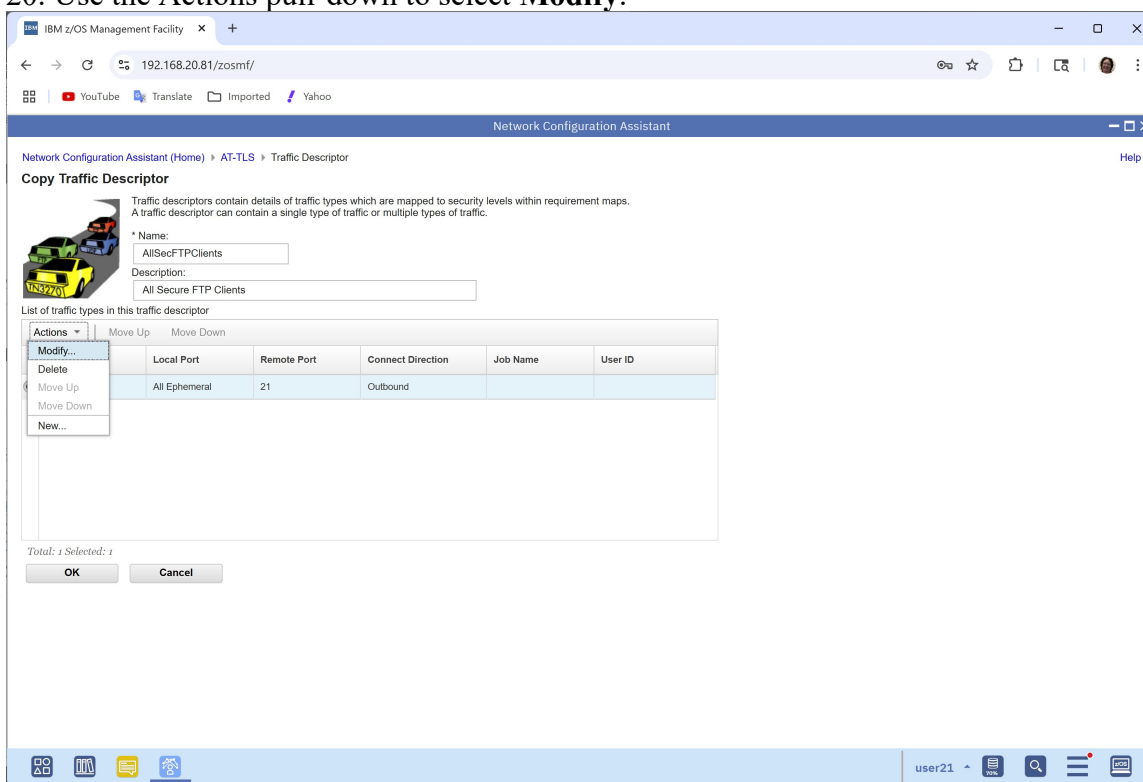 20. Use the Actions pull-down to select Modify.
IBM z/OS Management Facility
192.168.20.81/zosmf/
YouTube Translate Imported Yahoo
Network Configuration Assistant
Network Configuration Assistant (Home) AT-TLS Traffic Descriptor Help
Copy Traffic Descriptor
Traffic descriptors contain details of traffic types which are mapped to security levels within requirement maps.
A traffic descriptor can contain a single type of traffic or multiple types of traffic.
* Name:
AllSecFTPClients
Description:
All Secure FTP Clients
TN3270
List of traffic types in this traffic descriptor
Actions Move Up Move Down
Modify...
Delete
Move Up
Move Down
New...
Local Port Remote Port Connect Direction Job Name User ID
All Ephemeral 21 Outbound
Total: 1 Selected: 1
OK Cancel
user21 70% z/OS